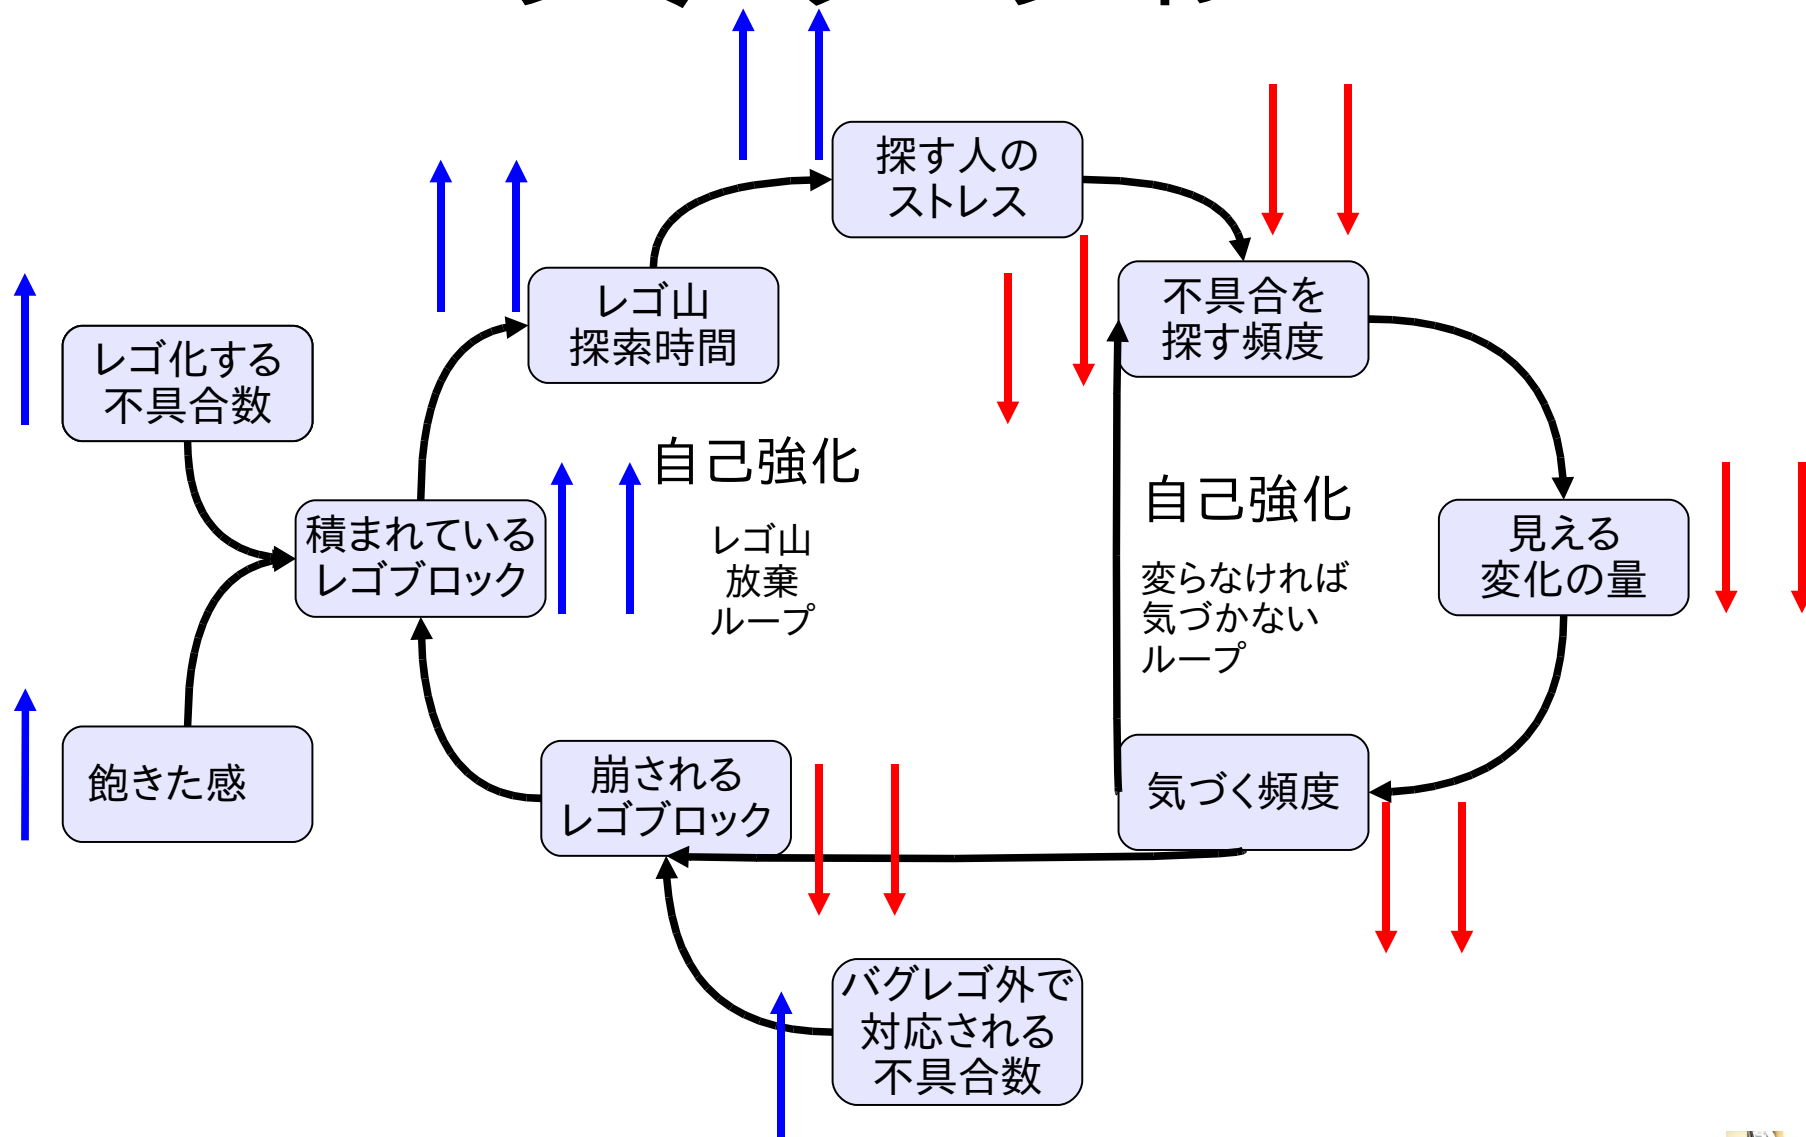 探す人の
ストレス
不具合を
探す頻度
レゴ山
探索時間
レゴ化する
不具合数
自己強化
レゴ山
放棄
ループ
自己強化
変らなければ
気づかない
ループ
積まれている
レゴブロック
見える
変化の量
飽きた感
崩される
レゴブロック
気づく頻度
バグレゴ外で
対応される
不具合数